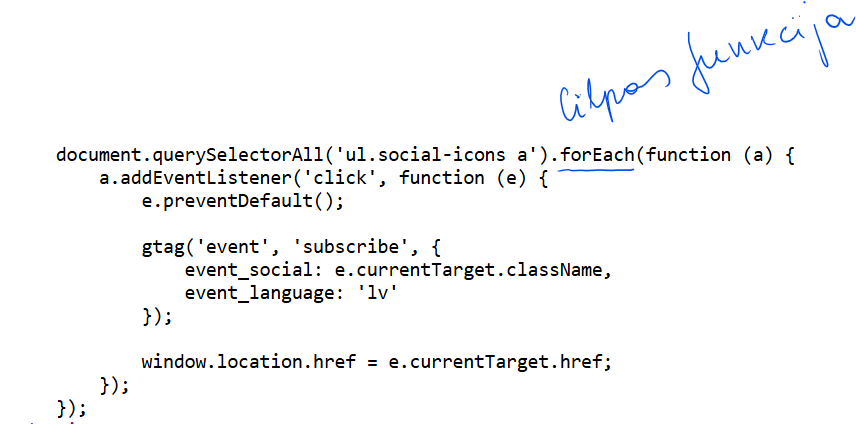 Cilpas funkcija
document.querySelectorAll('ul.social-icons a').forEach(function (a) {
    a.addEventListener('click', function (e) {
        e.preventDefault();
        gtag('event', 'subscribe', {
            event_social: e.currentTarget.className,
            event_language: 'lv'
        });
        window.location.href = e.currentTarget.href;
    });
});